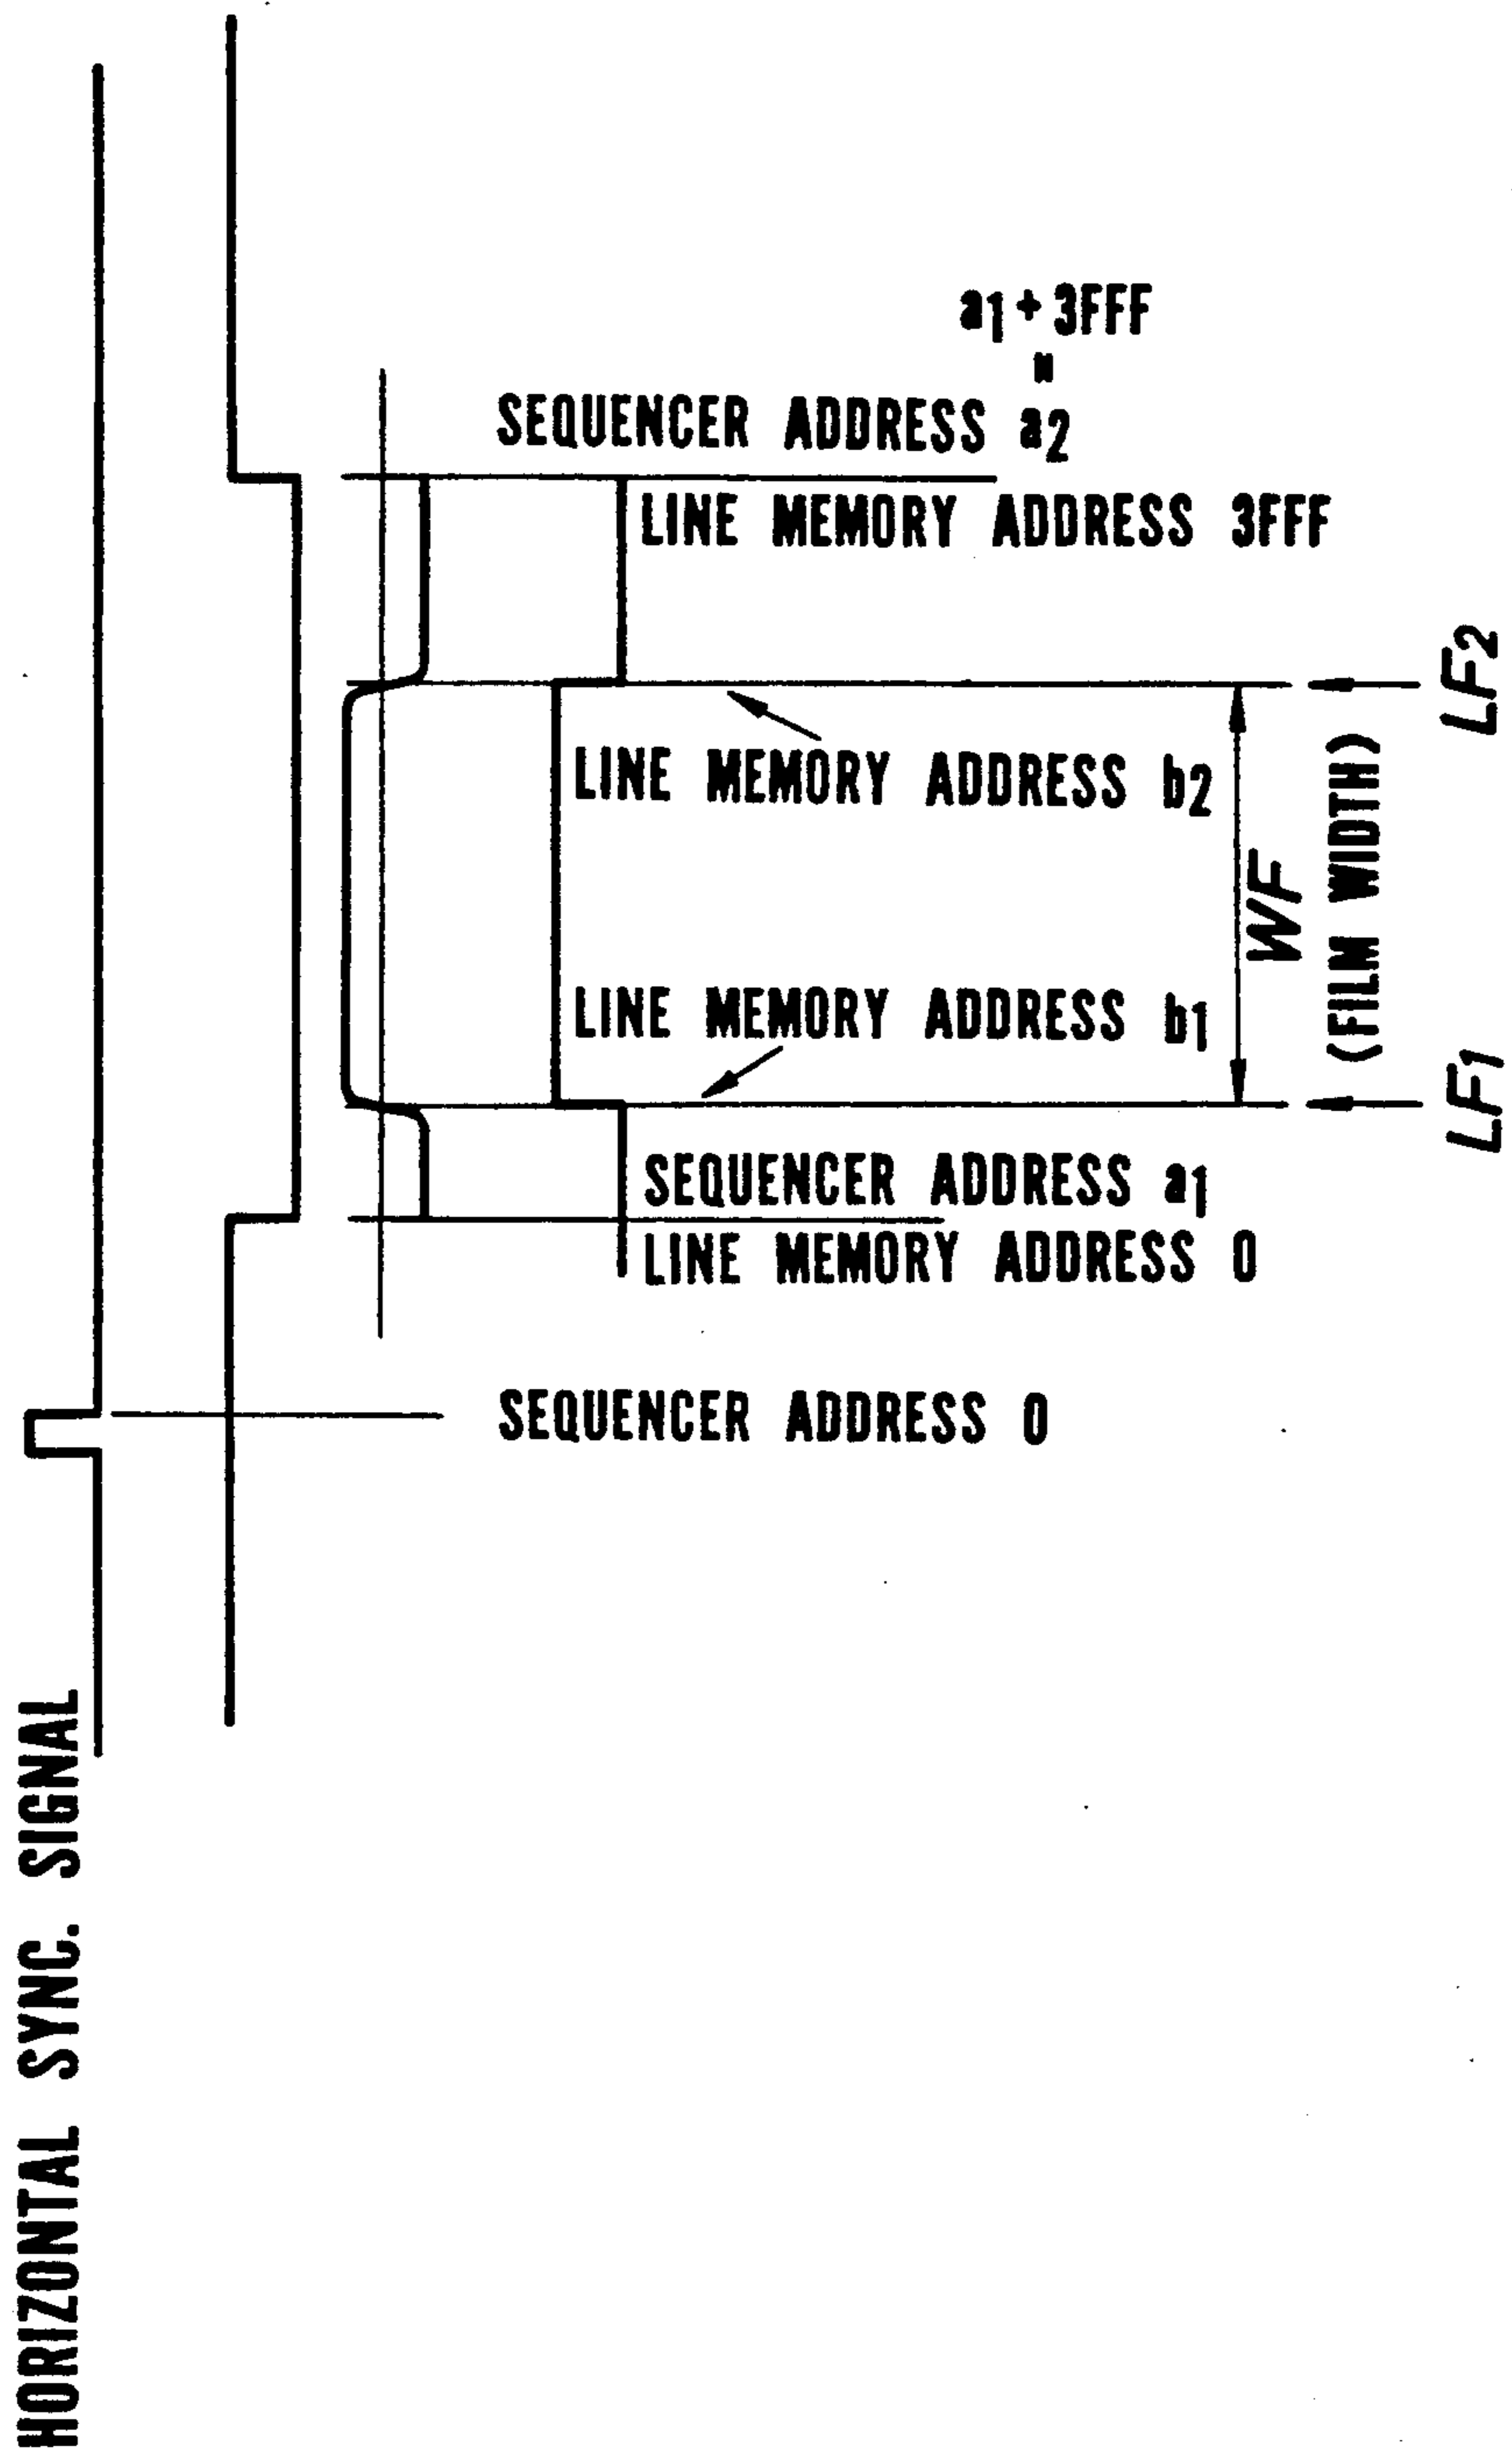 a1 + 3FFF
=
SEQUENCER ADDRESS a2
LINE MEMORY ADDRESS 3FFF
LF2
LINE MEMORY ADDRESS b2
WF
(FILM WIDTH)
LINE MEMORY ADDRESS b1
LF1
SEQUENCER ADDRESS a1
LINE MEMORY ADDRESS 0
SEQUENCER ADDRESS 0
HORIZONTAL SYNC. SIGNAL